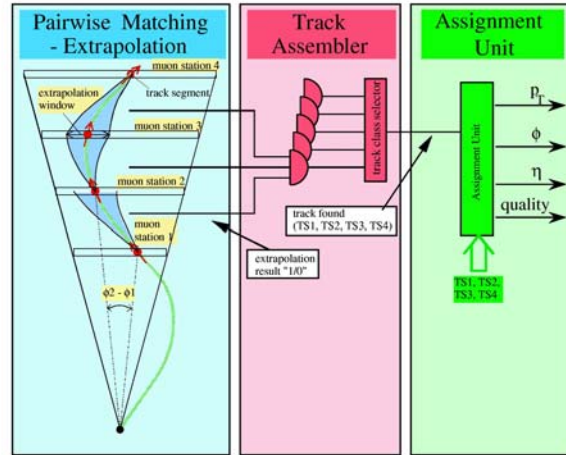 Pairwise Matching
- Extrapolation
muon station 4
extrapolation
window
track segment
muon station 3
muon station 2
muon
station 1
ϕ2 - ϕ1
Track
Assembler
track class selector
track found
(TS1, TS2, TS3, TS4)
extrapolation
result "1/0"
Assignment
Unit
Assignment Unit
pT
ϕ
η
quality
TS1, TS2,
TS3, TS4